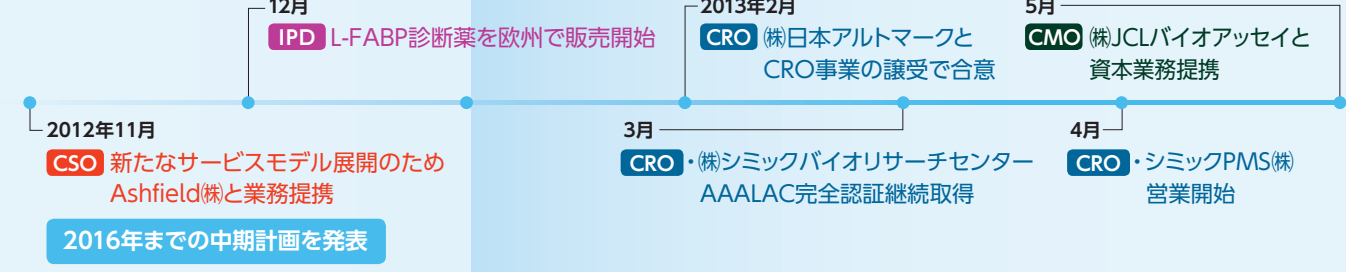 12月
IPD L-FABP診断薬を欧州で販売開始
2013年2月
CRO ㈱日本アルトマークと
CRO事業の譲受で合意
5月
CMO ㈱JCLバイオアッセイと
資本業務提携
2012年11月
CSO 新たなサービスモデル展開のため
Ashfield㈱と業務提携
2016年までの中期計画を発表
3月
CRO ・㈱シミックバイオリサーチセンター
AAALAC完全認証継続取得
4月
CRO ・シミックPMS㈱
営業開始